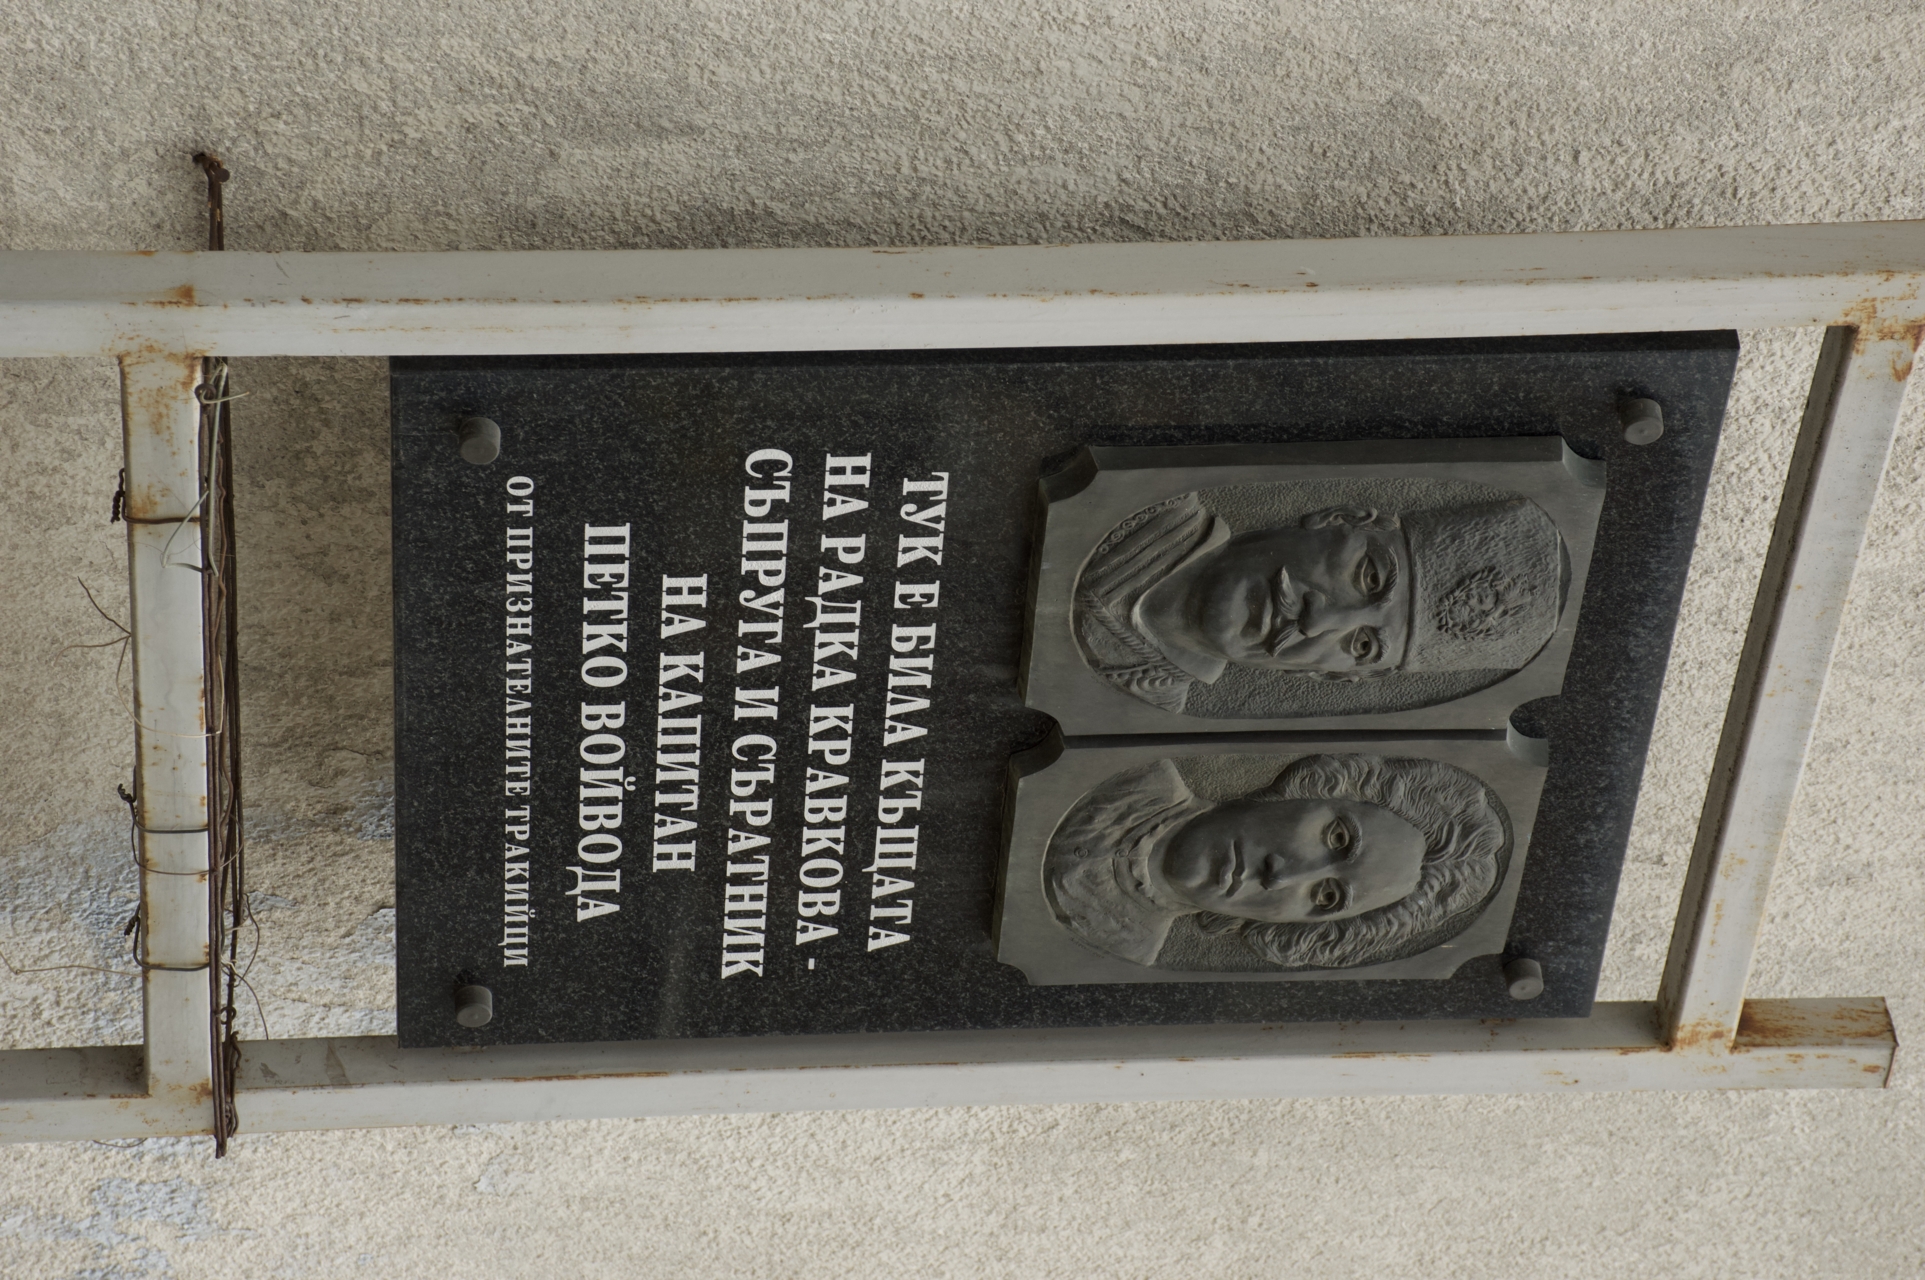 ТУК Е БИЛА КЪЩАТА
НА РАДКА КРАВКОВА -
СЪПРУГА И СЪРАТНИК
НА КАПИТАН
ПЕТКО ВОЙВОДА
ОТ ПРИЗНАТЕЛНИТЕ ТРАКИЙЦИ